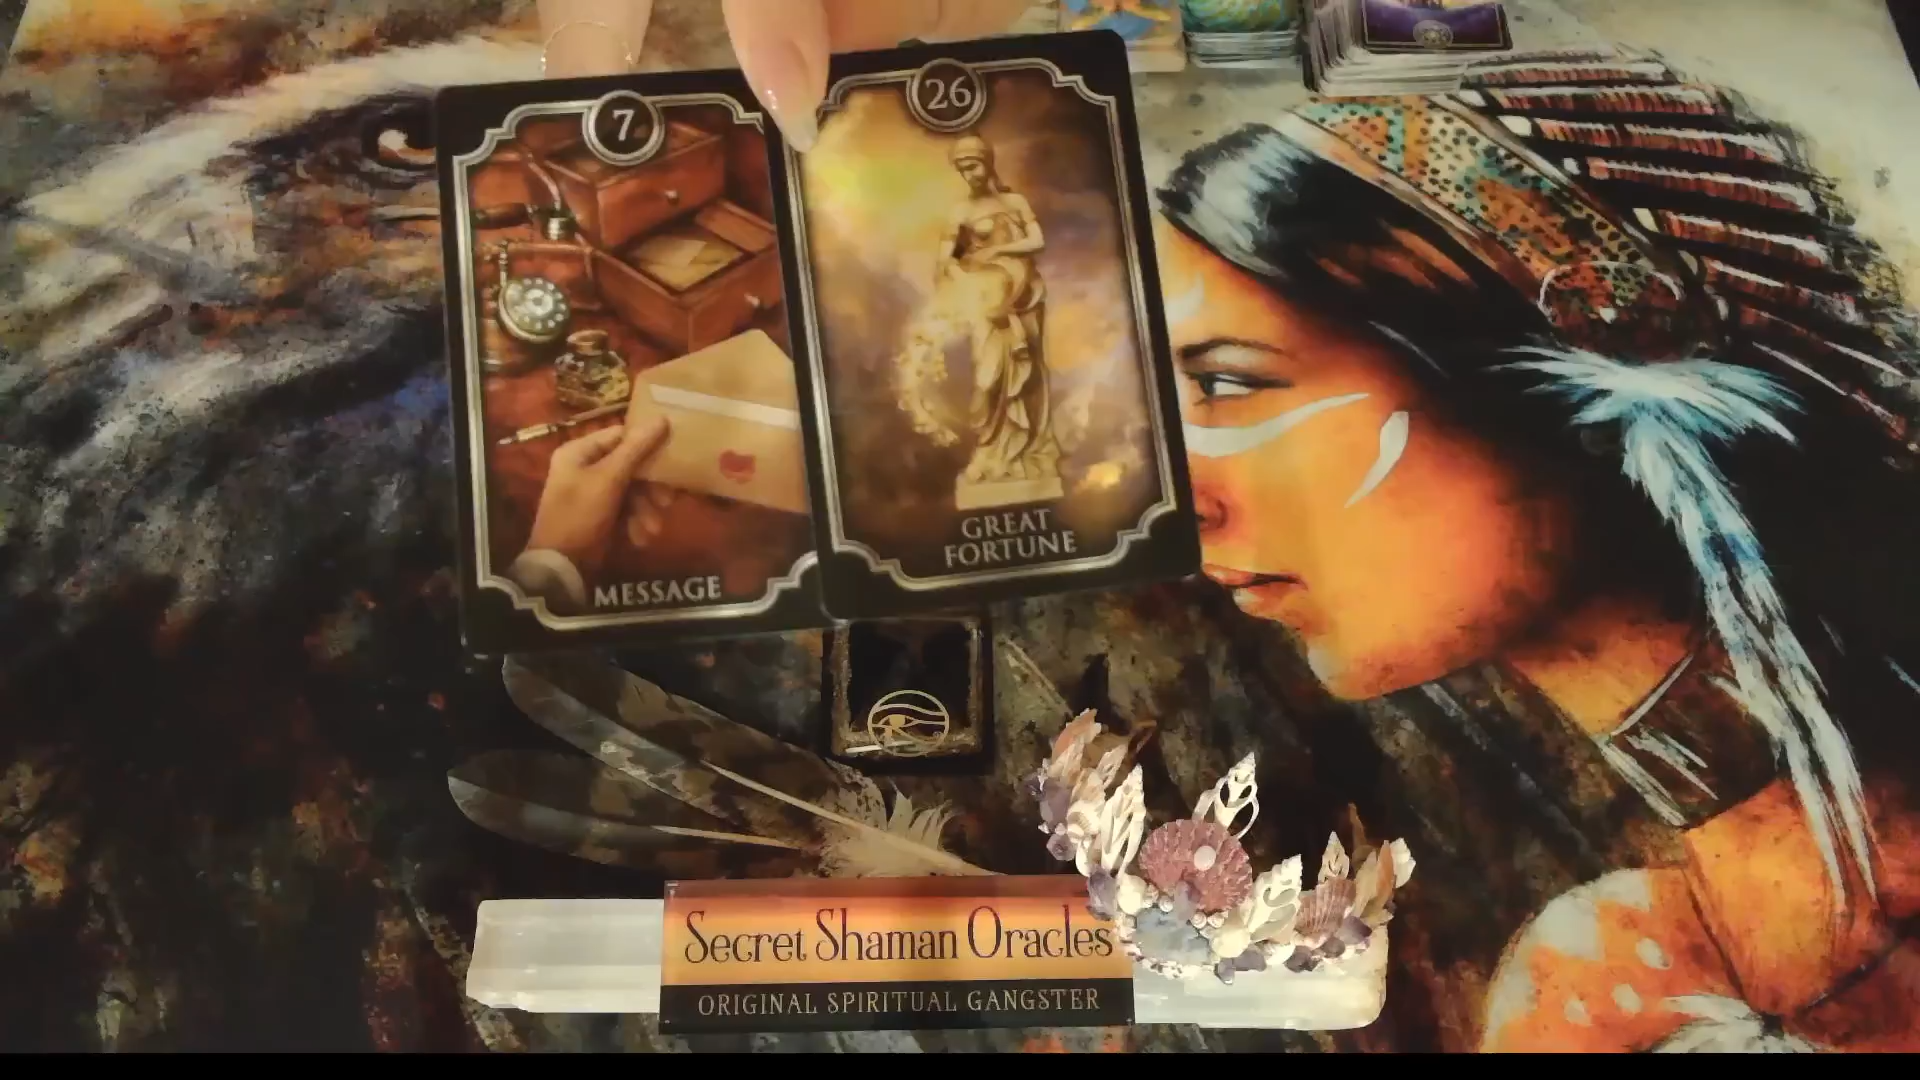 7
MESSAGE
26
GREAT
FORTUNE
Secret Shaman Oracles
ORIGINAL SPIRITUAL GANGSTER